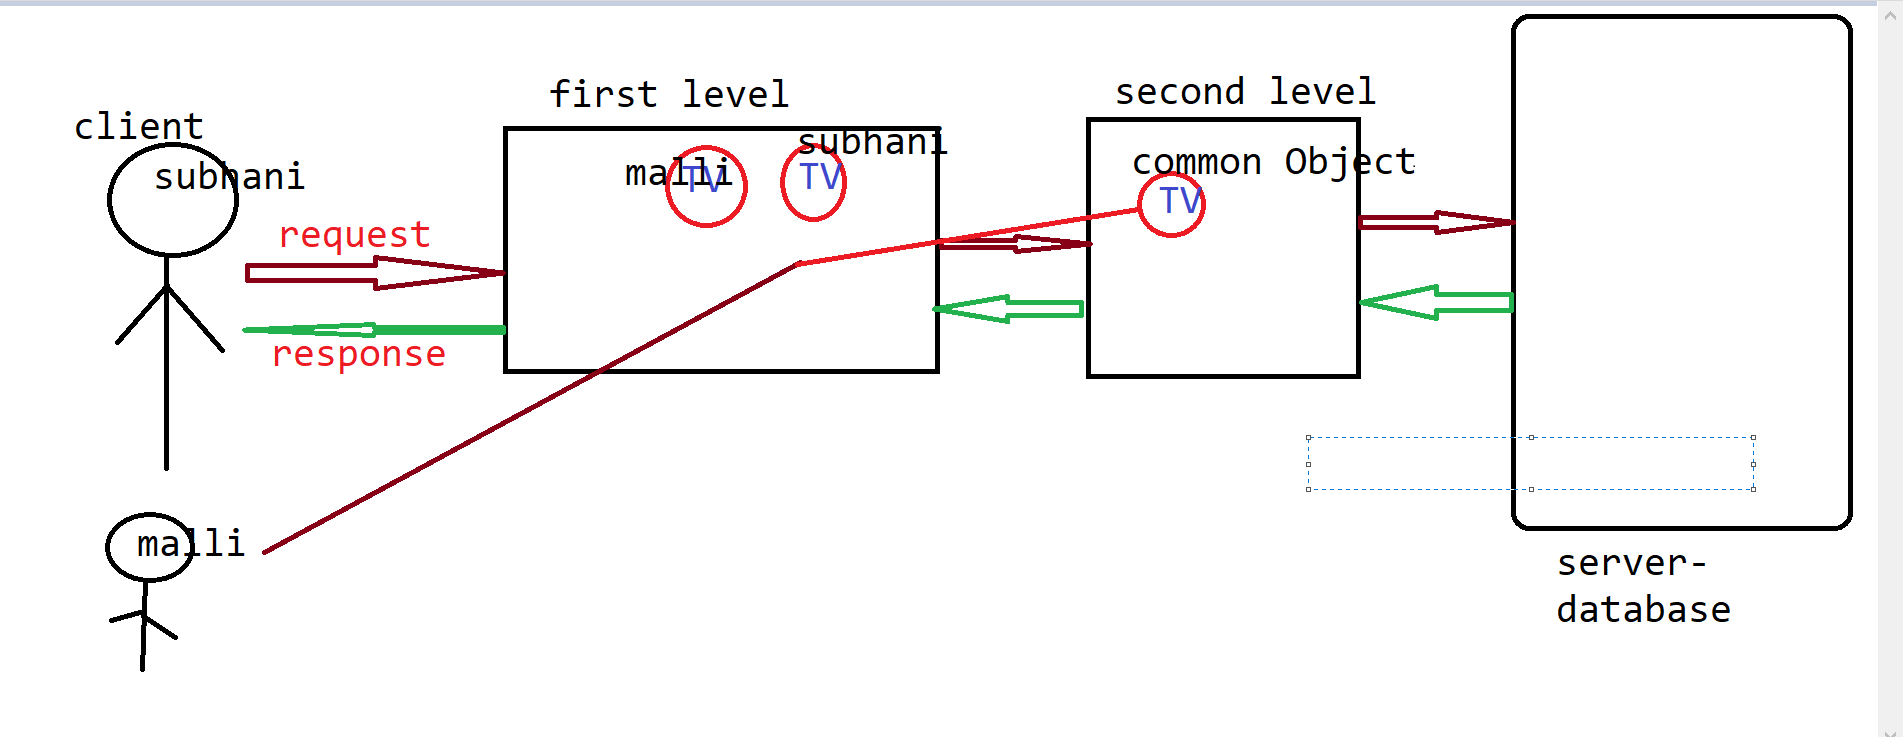 client
subhani
request
response
malli
first level
malli
TV
subhani
TV
second level
common Object
TV
server-
database